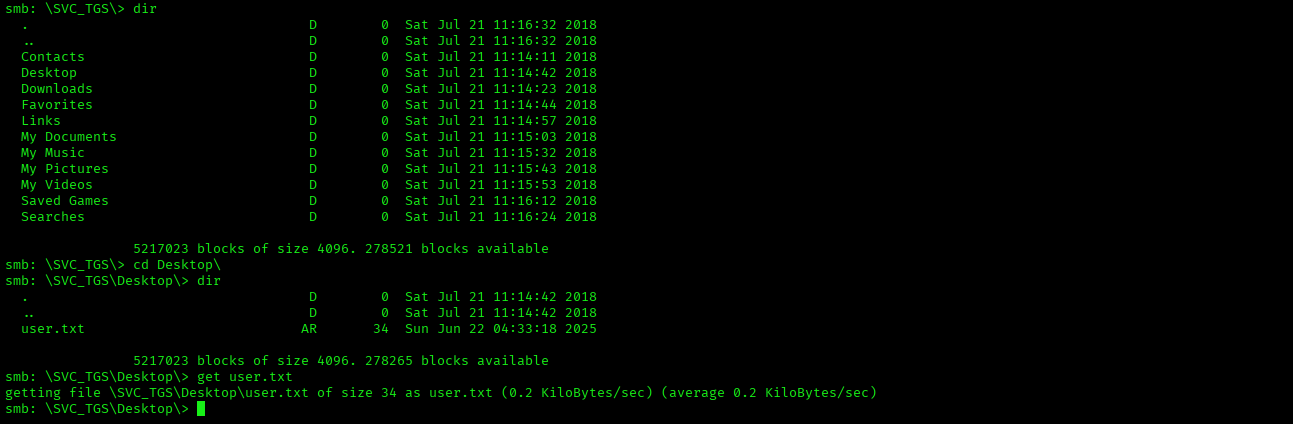 smb: \SVC_TGS\> dir
  .                                   D        0  Sat Jul 21 11:16:32 2018
  ..                                  D        0  Sat Jul 21 11:16:32 2018
  Contacts                            D        0  Sat Jul 21 11:14:11 2018
  Desktop                             D        0  Sat Jul 21 11:14:42 2018
  Downloads                           D        0  Sat Jul 21 11:14:23 2018
  Favorites                           D        0  Sat Jul 21 11:14:44 2018
  Links                               D        0  Sat Jul 21 11:14:57 2018
  My Documents                        D        0  Sat Jul 21 11:15:03 2018
  My Music                            D        0  Sat Jul 21 11:15:32 2018
  My Pictures                         D        0  Sat Jul 21 11:15:43 2018
  My Videos                           D        0  Sat Jul 21 11:15:53 2018
  Saved Games                         D        0  Sat Jul 21 11:16:12 2018
  Searches                            D        0  Sat Jul 21 11:16:24 2018

                5217023 blocks of size 4096. 278521 blocks available
smb: \SVC_TGS\> cd Desktop\
smb: \SVC_TGS\Desktop\> dir
  .                                   D        0  Sat Jul 21 11:14:42 2018
  ..                                  D        0  Sat Jul 21 11:14:42 2018
  user.txt                           AR       34  Sun Jun 22 04:33:18 2025

                5217023 blocks of size 4096. 278265 blocks available
smb: \SVC_TGS\Desktop\> get user.txt
getting file \SVC_TGS\Desktop\user.txt of size 34 as user.txt (0.2 KiloBytes/sec) (average 0.2 KiloBytes/sec)
smb: \SVC_TGS\Desktop\>